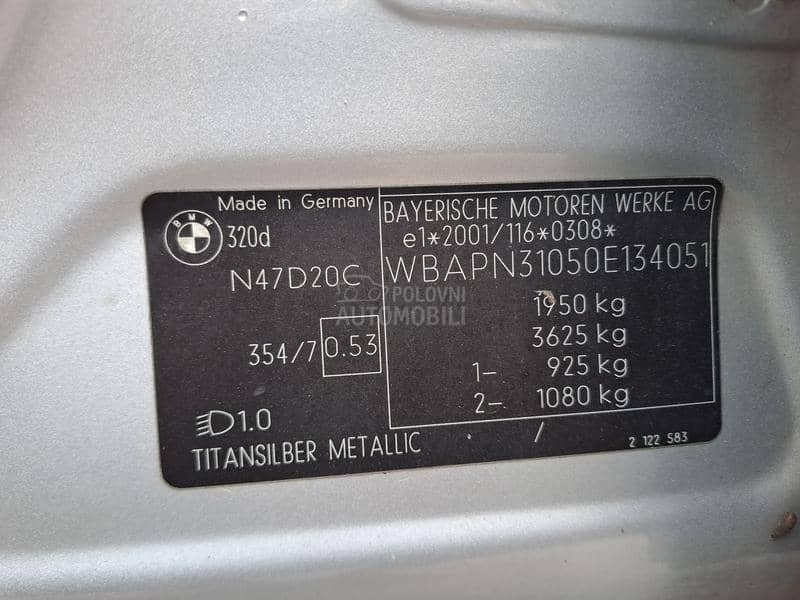 Made in Germany
BMW
320d
N47D20C
354/7 0.53
1.0
TITANSILBER METALLIC
BAYERISCHE MOTOREN WERKE AG
e1*2001/116*0308*
WBAPN31050E134051
1950 kg
3625 kg
1- 925 kg
2- 1080 kg
/
2 122 583
POLOVNI
AUTOMOBILI